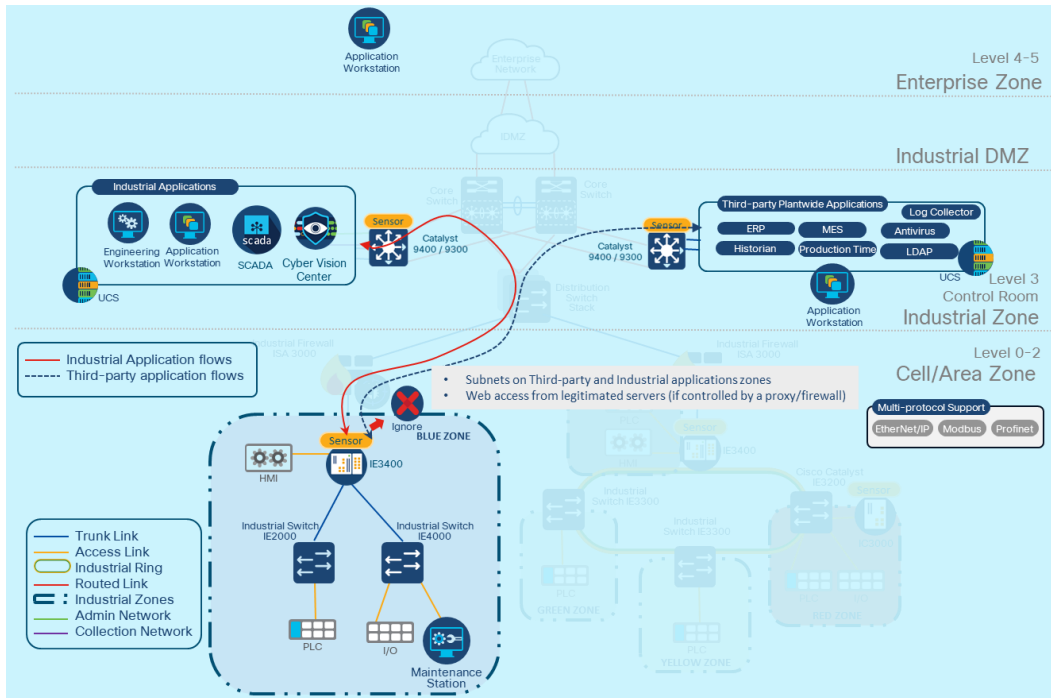 Application
Workstation
Enterprise
Network
Level 4-5
Enterprise Zone
IDMZ
Industrial DMZ
Industrial Applications
Engineering
Workstation
Application
Workstation
scada
SCADA
Cyber Vision
Center
UCS
Sensor
Catalyst
9400 / 9300
Core
Switch
Core
Switch
Sensor
Catalyst
9400 / 9300
Third-party Plantwide Applications
Log Collector
ERP
MES
Antivirus
Historian
Production Time
LDAP
UCS
Application
Workstation
Level 3
Control Room
Industrial Zone
Distribution
Switch
Stack
Industrial Firewall
ISA 3000
Industrial Firewall
ISA 3000
Industrial Application flows
Third-party application flows
Level 0-2
Cell/Area Zone
• Subnets on Third-party and Industrial applications zones
• Web access from legitimated servers (if controlled by a proxy/firewall)
Multi-protocol Support
EtherNet/IP
Modbus
Profinet
Ignore
BLUE ZONE
Sensor
IE3400
HMI
Industrial Switch
IE2000
Industrial Switch
IE4000
PLC
I/O
Maintenance
Station
PLC
HMI
Sensor
IE3400
Industrial
Switch IE3300
Cisco Catalyst
IE3200
Sensor
Industrial
Switch IE3300
PLC
GREEN ZONE
PLC
YELLOW ZONE
PLC
RED ZONE
Trunk Link
Access Link
Industrial Ring
Routed Link
Industrial Zones
Admin Network
Collection Network